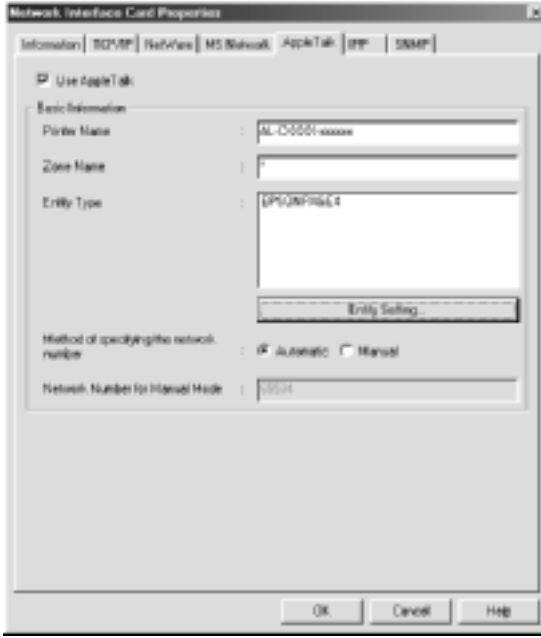 Network Interface Card Properties
Information TCP/IP NetWare MS Network AppleTalk IPP SNMP
Use AppleTalk
Basic Information
Printer Name :
Zone Name : *
Entity Type : EPSONPAGE4
Entity Setting...
Method of specifying the network
number : Automatic Manual
Network Number for Manual Mode : 65534
OK Cancel Help